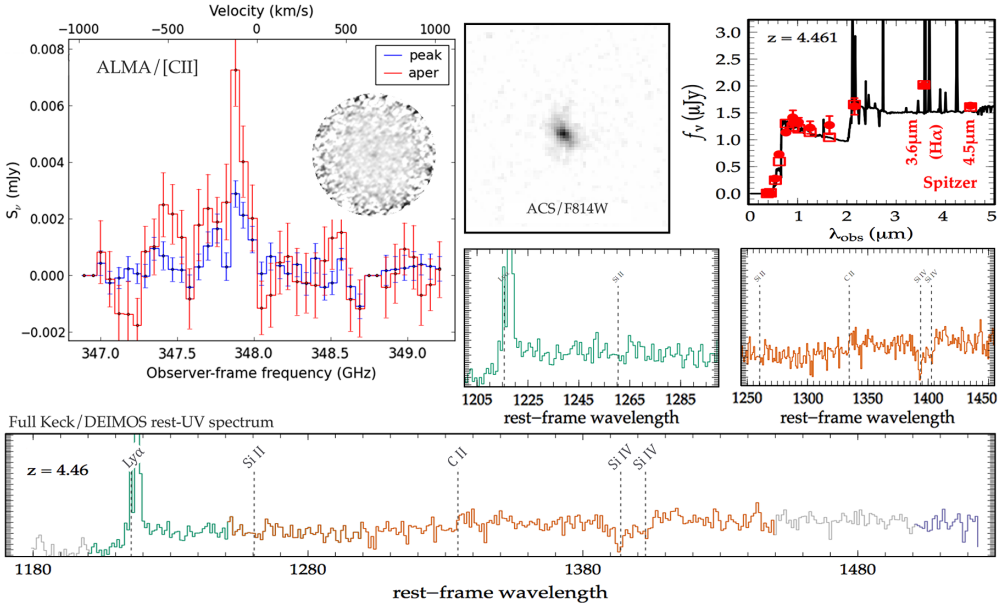 Velocity (km/s)
−1000 −500 0 500 1000
ALMA/[CII]
peak
aper
0.008
0.006
0.004
0.002
0.000
−0.002
Sν (mJy)
347.0 347.5 348.0 348.5 349.0
Observer-frame frequency (GHz)
ACS/F814W
z = 4.461
3.0
2.5
2.0
1.5
1.0
0.5
0.0
fν (μJy)
3.6μm
(Hα)
4.5μm
Spitzer
0 1 2 3 4 5
λobs (μm)
Lyα
Si II
1205 1225 1245 1265 1285
rest−frame wavelength
Si II
C II
Si IV
Si IV
1250 1300 1350 1400 1450
rest−frame wavelength
Full Keck/DEIMOS rest-UV spectrum
z = 4.46
Lyα
Si II
C II
Si IV
Si IV
1180 1280 1380 1480
rest−frame wavelength